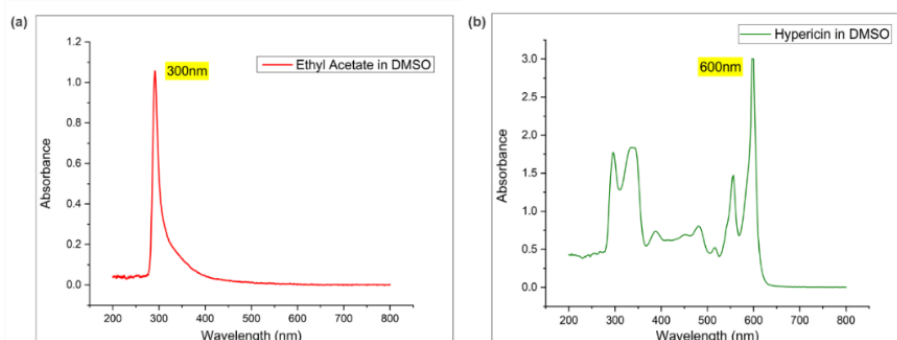 (a)
Ethyl Acetate in DMSO
300nm
1.2
1.0
0.8
0.6
0.4
0.2
0.0
Absorbance
200 300 400 500 600 700 800
Wavelength (nm)
(b)
Hypericin in DMSO
600nm
3.0
2.5
2.0
1.5
1.0
0.5
0.0
Absorbance
200 300 400 500 600 700 800
Wavelength (nm)